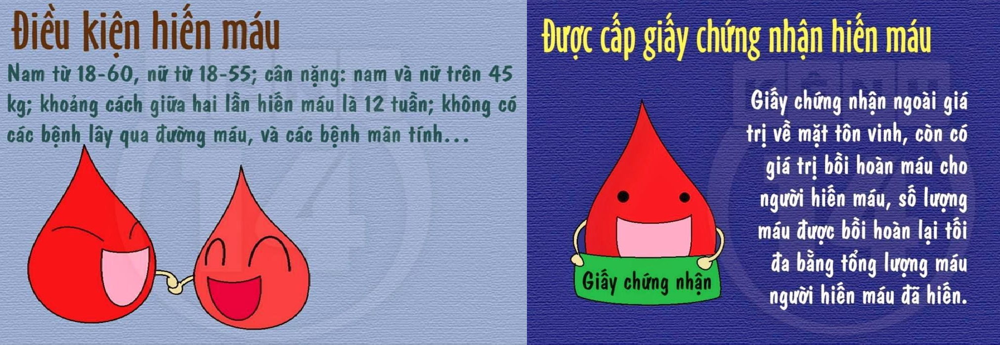 Điều kiện hiến máu
Nam từ 18-60, nữ từ 18-55; cân nặng: nam và nữ trên 45
kg; khoảng cách giữa hai lần hiến máu là 12 tuần; không có
các bệnh lây qua đường máu, và các bệnh mãn tính...
Được cấp giấy chứng nhận hiến máu
Giấy chứng nhận ngoài giá
trị về mặt tôn vinh, còn có
giá trị bồi hoàn máu cho
người hiến máu, số lượng
máu được bồi hoàn lại tối
đa bằng tổng lượng máu
người hiến máu đã hiến.
Giấy chứng nhận
KENH
14